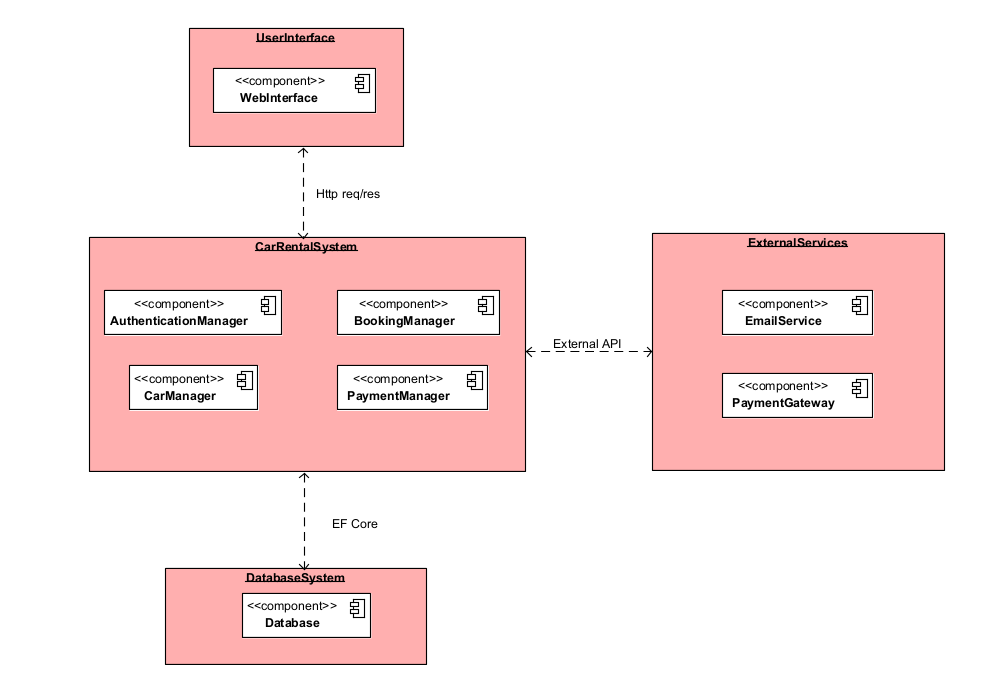 UserInterface
<<component>>
WebInterface
Http req/res
CarRentalSystem
<<component>>
AuthenticationManager
<<component>>
BookingManager
<<component>>
CarManager
<<component>>
PaymentManager
External API
ExternalServices
<<component>>
EmailService
<<component>>
PaymentGateway
EF Core
DatabaseSystem
<<component>>
Database